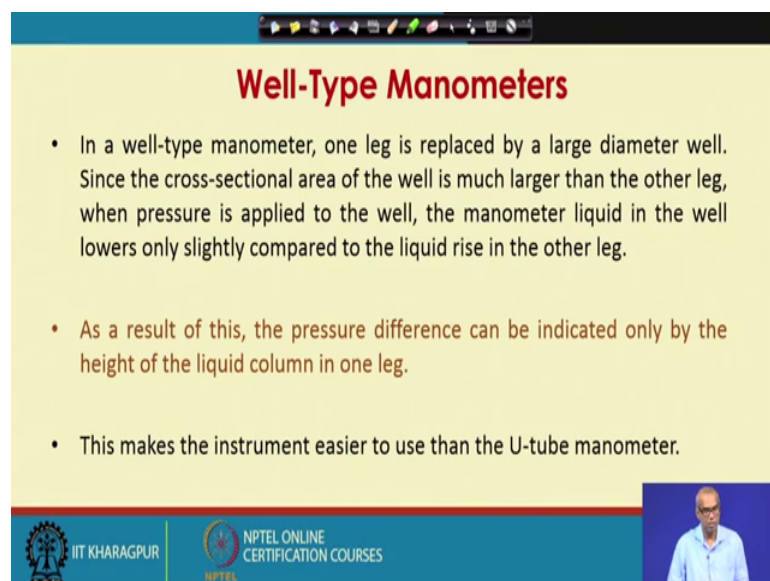 Well-Type Manometers
• In a well-type manometer, one leg is replaced by a large diameter well.
Since the cross-sectional area of the well is much larger than the other leg,
when pressure is applied to the well, the manometer liquid in the well
lowers only slightly compared to the liquid rise in the other leg.
• As a result of this, the pressure difference can be indicated only by the
height of the liquid column in one leg.
• This makes the instrument easier to use than the U-tube manometer.
IIT KHARAGPUR
NPTEL ONLINE
CERTIFICATION COURSES
NPTEL